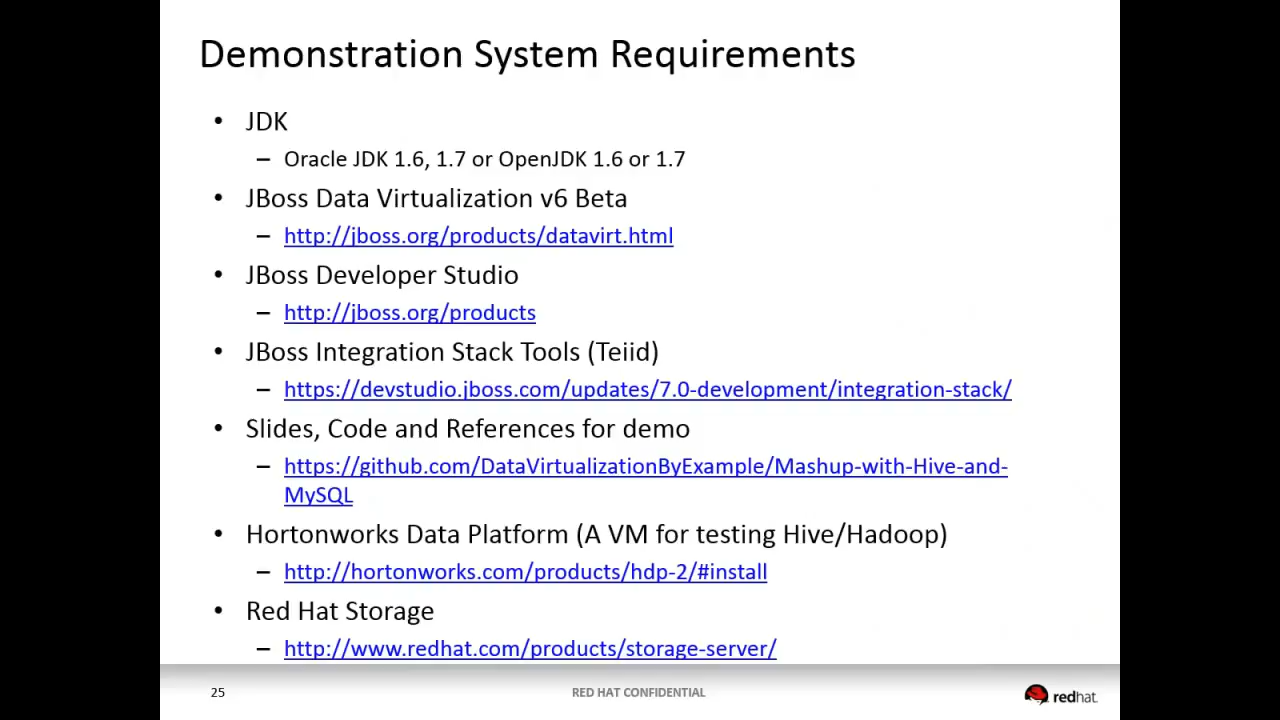 Demonstration System Requirements
• JDK
– Oracle JDK 1.6, 1.7 or OpenJDK 1.6 or 1.7
• JBoss Data Virtualization v6 Beta
– http://jboss.org/products/datavirt.html
• JBoss Developer Studio
– http://jboss.org/products
• JBoss Integration Stack Tools (Teiid)
– https://devstudio.jboss.com/updates/7.0-development/integration-stack/
• Slides, Code and References for demo
– https://github.com/DataVirtualizationByExample/Mashup-with-Hive-and-
MySQL
• Hortonworks Data Platform (A VM for testing Hive/Hadoop)
– http://hortonworks.com/products/hdp-2/#install
• Red Hat Storage
– http://www.redhat.com/products/storage-server/
25
RED HAT CONFIDENTIAL
redhat.